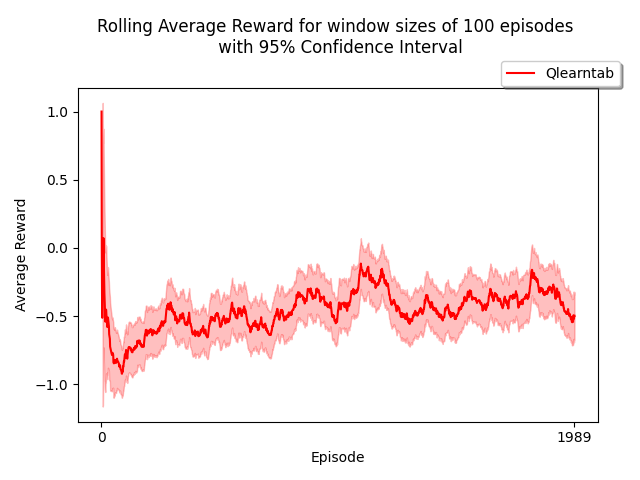 Rolling Average Reward for window sizes of 100 episodes
with 95% Confidence Interval
Qlearntab
1.0
0.5
0.0
−0.5
−1.0
Average Reward
0
1989
Episode